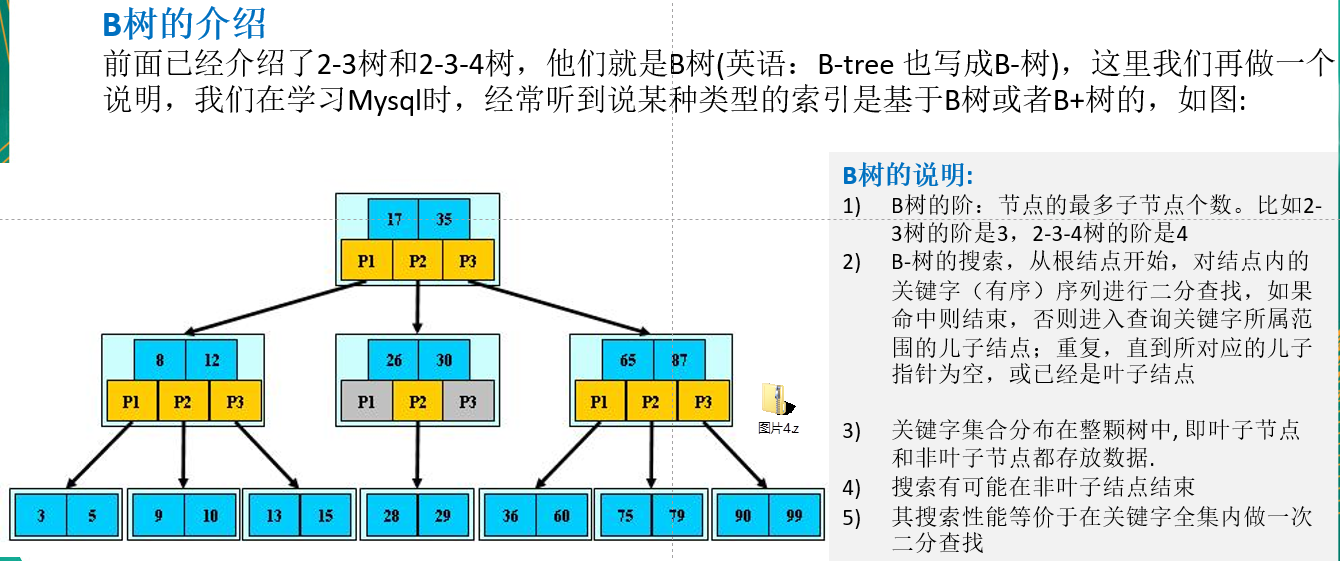 B树的介绍
前面已经介绍了2-3树和2-3-4树，他们就是B树(英语：B-tree 也写成B-树)，这里我们再做一个
说明，我们在学习Mysql时，经常听到说某种类型的索引是基于B树或者B+树的，如图:
17 35
P1 P2 P3
8 12
P1 P2 P3
26 30
P1 P2 P3
65 87
P1 P2 P3
3 5
9 10
13 15
28 29
36 60
75 79
90 99
图片4.z
B树的说明:
1) B树的阶：节点的最多子节点个数。比如2-
3树的阶是3，2-3-4树的阶是4
2) B-树的搜索，从根结点开始，对结点内的
关键字（有序）序列进行二分查找，如果
命中则结束，否则进入查询关键字所属范
围的儿子结点；重复，直到所对应的儿子
指针为空，或已经是叶子结点
3) 关键字集合分布在整颗树中, 即叶子节点
和非叶子节点都存放数据.
4) 搜索有可能在非叶子结点结束
5) 其搜索性能等价于在关键字全集内做一次
二分查找